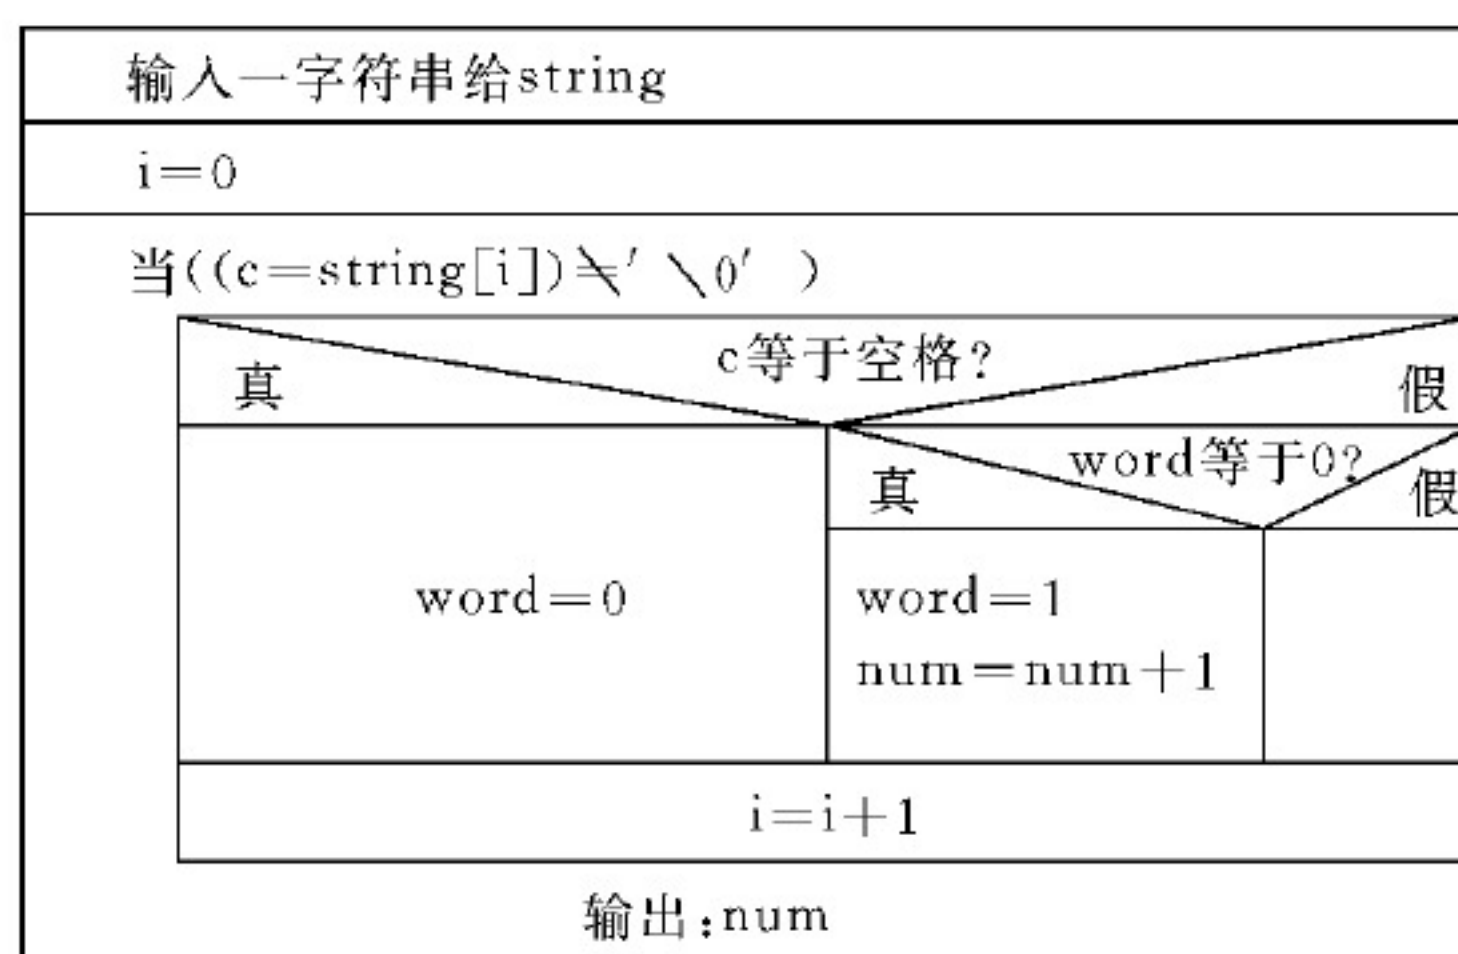 输入一字符串给string
i=0
当((c=string[i])≠'\0' )
c等于空格?
真
假
word等于0?
真
假
word=0
word=1
num=num+1
i=i+1
输出:num